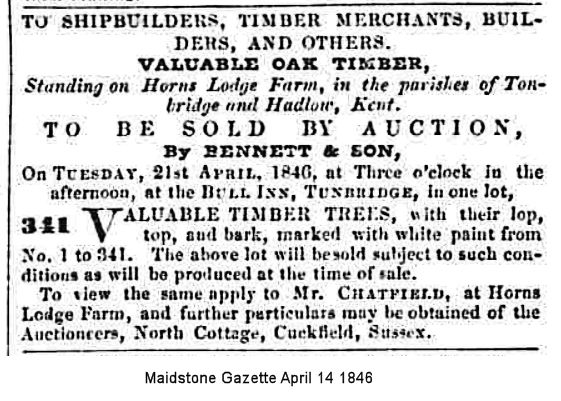 TO SHIPBUILDERS, TIMBER MERCHANTS, BUIL-
DERS, AND OTHERS.
VALUABLE OAK TIMBER,
Standing on Horns Lodge Farm, in the parishes of Ton-
bridge and Hadlow, Kent.
TO BE SOLD BY AUCTION,
By BENNETT & SON,
On TUESDAY, 21st APRIL, 1846, at Three o'clock in the
afternoon, at the BULL INN, TUNBRIDGE, in one lot,
341 VALUABLE TIMBER TREES, with their lop,
top, and bark, marked with white paint from
No. 1 to 341. The above lot will be sold subject to such con-
ditions as will be produced at the time of sale.
To view the same apply to Mr. CHATFIELD, at Horns
Lodge Farm, and further particulars may be obtained of the
Auctioneers, North Cottage, Cuckfield, Sussex.
Maidstone Gazette April 14 1846